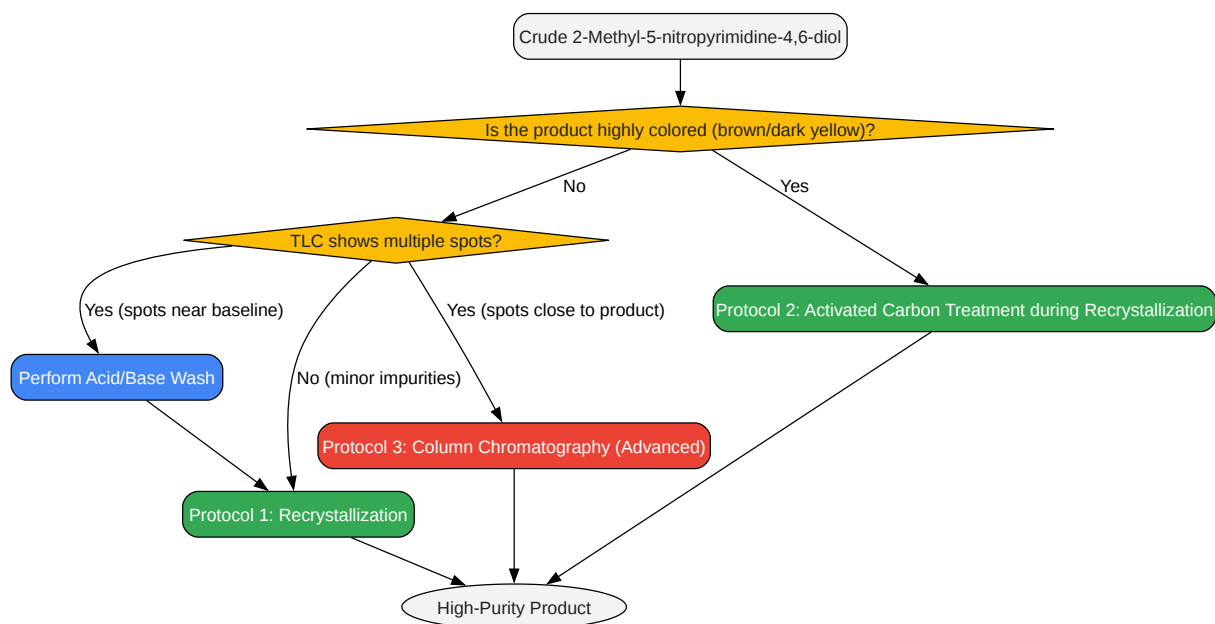 Crude 2-Methyl-5-nitropyrimidine-4,6-diol
Is the product highly colored (brown/dark yellow)?
No
Yes
TLC shows multiple spots?
Yes (spots near baseline)
Yes (spots close to product)
Protocol 2: Activated Carbon Treatment during Recrystallization
Perform Acid/Base Wash
No (minor impurities)
Protocol 3: Column Chromatography (Advanced)
Protocol 1: Recrystallization
High-Purity Product